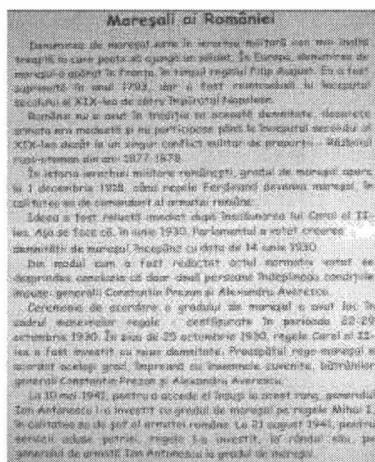 Mareşali ai României
Denumirea de mareşal este în ierarhia militară cea mai înaltă
treaptă la care poate să ajungă un soldat. În Europa, denumirea de
mareşal a apărut în Franţa, în timpul regelui Filip August. Ea a fost
suprimată în anul 1793, dar a fost reintrodusă la începutul
secolului al XIX-lea de către împăratul Napoleon.
România nu a avut în tradiţia sa această demnitate, deoarece
armata era modestă şi nu participase până la începutul secolului al
XIX-lea decât la un singur conflict militar de proporţii - Războiul
ruso-otoman din anii 1877-1878.
În istoria ierarhiei militare româneşti, gradul de mareşal apare
la 1 decembrie 1918, când regele Ferdinand devenea mareşal, în
calitatea sa de comandant al armatei române.
Ideea a fost reluată imediat după înscăunarea lui Carol al II-
lea. Aşa se face că, în iunie 1930, Parlamentul a votat crearea
demnităţii de mareşal începând cu data de 14 iunie 1930.
Din modul cum a fost redactat actul normativ votat se
desprindea concluzia că doar două persoane îndeplineau condiţiile
impuse: generalii Constantin Prezan şi Alexandru Averescu.
Ceremonia de acordare a gradului de mareşal a avut loc în
cadrul manevrelor regale desfăşurate în perioada 22-29
octombrie 1930. În ziua de 25 octombrie 1930, regele Carol al II-
lea a fost investit cu noua demnitate. Proaspătul rege-mareşal a
acordat acelaşi grad, împreună cu însemnele cuvenite, bătrânilor
generali Constantin Prezan şi Alexandru Averescu.
La 10 mai 1941, pentru a accede el însuşi la acest rang, generalul
Ion Antonescu l-a investit cu gradul de mareşal pe regele Mihai I,
în calitatea sa de şef al armatei române. La 21 august 1941, pentru
servicii aduse patriei, regele l-a investit, la rândul său, pe
generalul de armată Ion Antonescu la gradul de mareşal.